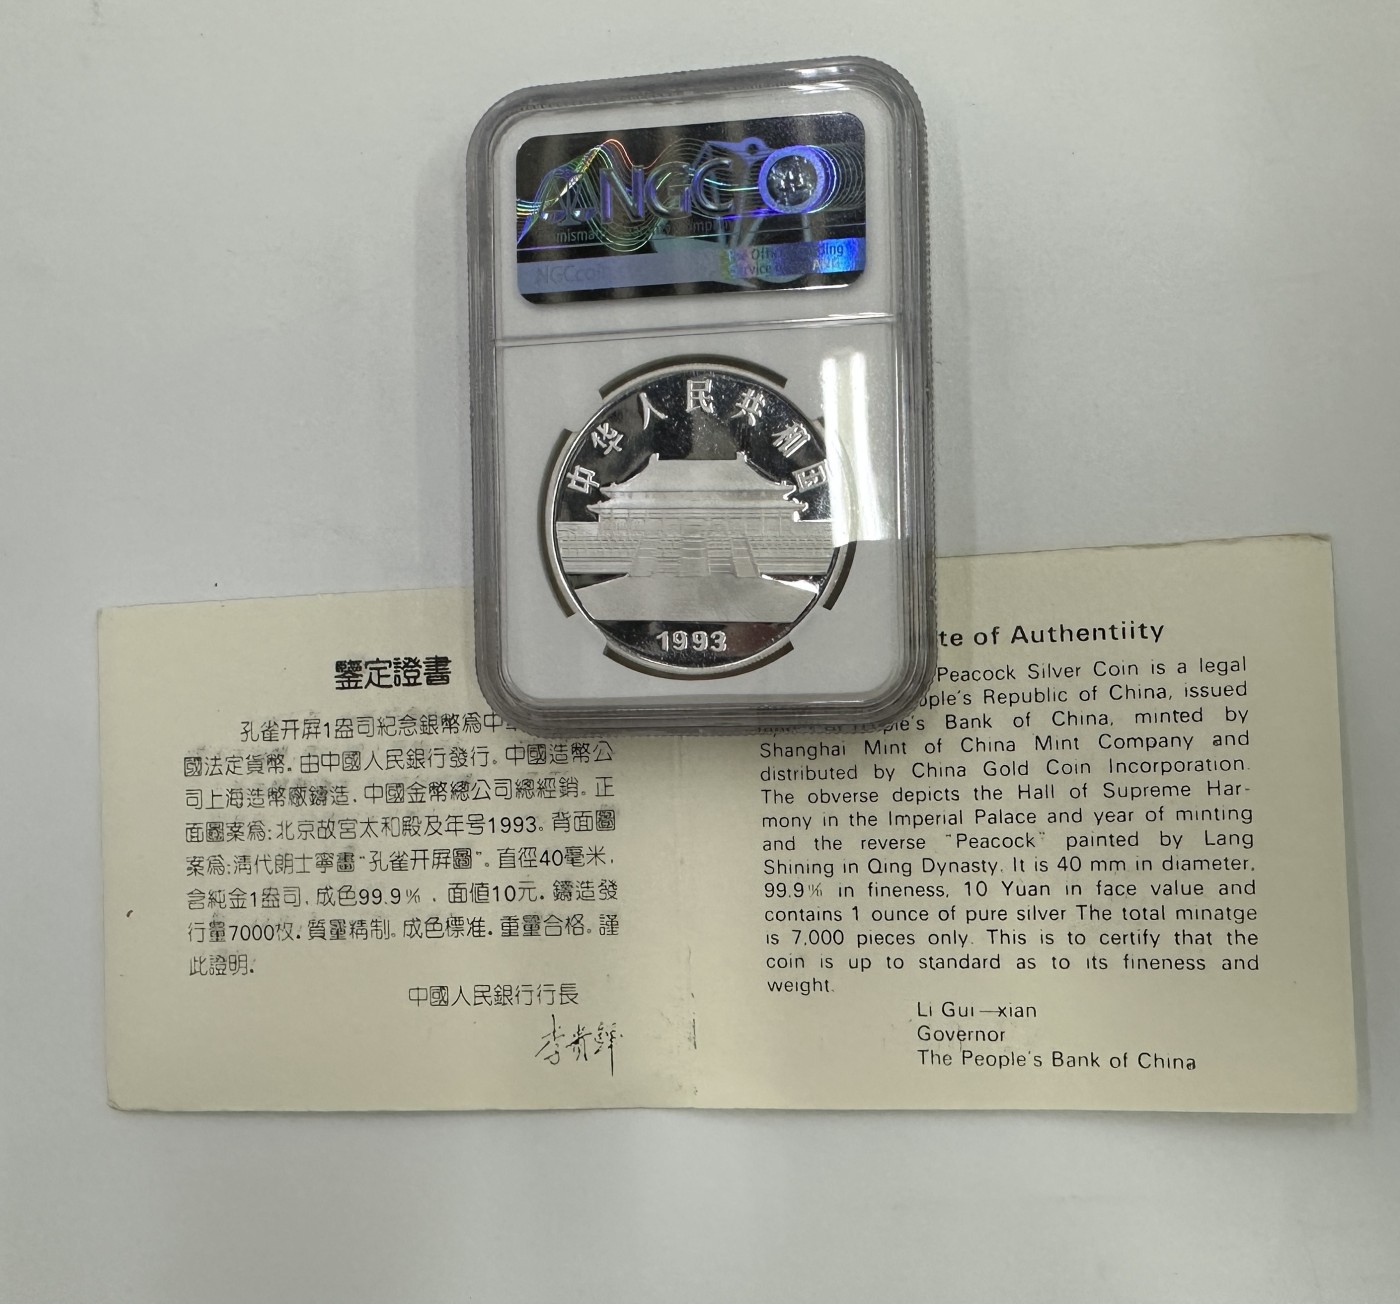 NGC
NGCcoin
中华人民共和国
1993
鑒定證書
孔雀开屏1盎司紀念銀幣爲中
國法定貨幣．由中國人民銀行發行。中國造幣公
司上海造幣廠鑄造．中國金幣總公司總經銷。正
面圖案爲：北京故宮太和殿及年号1993。背面圖
案爲：清代朗士寧畫“孔雀开屏圖”。直徑40毫米．
含純金1盎司．成色99.9％．面値10元．鑄造發
行量7000枚．質量精制。成色標准．重量合格。謹
此證明．
中國人民銀行行長
李貴鲜
te of Authentiity
Peacock Silver Coin is a legal
ople's Republic of China, issued
People's Bank of China, minted by
Shanghai Mint of China Mint Company and
distributed by China Gold Coin Incorporation.
The obverse depicts the Hall of Supreme Har-
mony in the Imperial Palace and year of minting
and the reverse "Peacock" painted by Lang
Shining in Qing Dynasty. It is 40 mm in diameter,
99.9% in fineness, 10 Yuan in face value and
contains 1 ounce of pure silver The total minatge
is 7,000 pieces only. This is to certify that the
coin is up to standard as to its fineness and
weight.
Li Gui—xian
Governor
The People's Bank of China